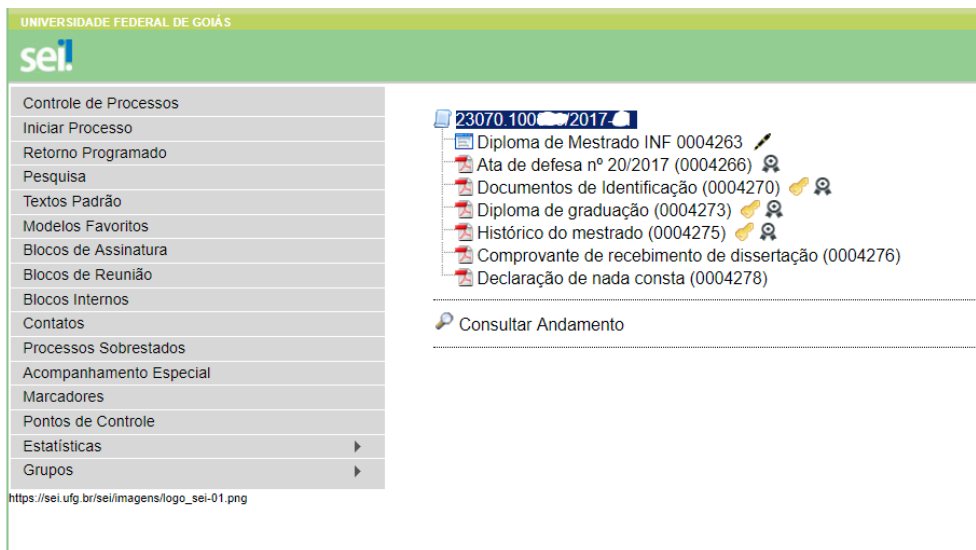 UNIVERSIDADE FEDERAL DE GOIÁS
sei!
Controle de Processos
Iniciar Processo
Retorno Programado
Pesquisa
Textos Padrão
Modelos Favoritos
Blocos de Assinatura
Blocos de Reunião
Blocos Internos
Contatos
Processos Sobrestados
Acompanhamento Especial
Marcadores
Pontos de Controle
Estatísticas
Grupos
https://sei.ufg.br/sei/imagens/logo_sei-01.png
23070.100 /2017-
Diploma de Mestrado INF 0004263
Ata de defesa nº 20/2017 (0004266)
Documentos de Identificação (0004270)
Diploma de graduação (0004273)
Histórico do mestrado (0004275)
Comprovante de recebimento de dissertação (0004276)
Declaração de nada consta (0004278)
Consultar Andamento